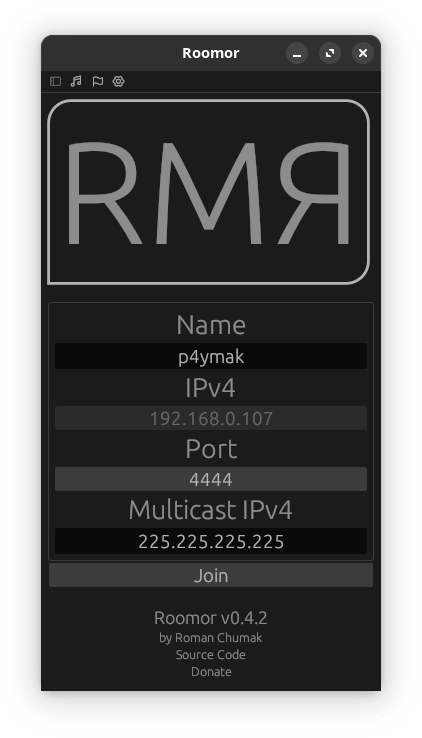 Roomor
RMЯ
Name
p4ymak
IPv4
192.168.0.107
Port
4444
Multicast IPv4
225.225.225.225
Join
Roomor v0.4.2
by Roman Chumak
Source Code
Donate